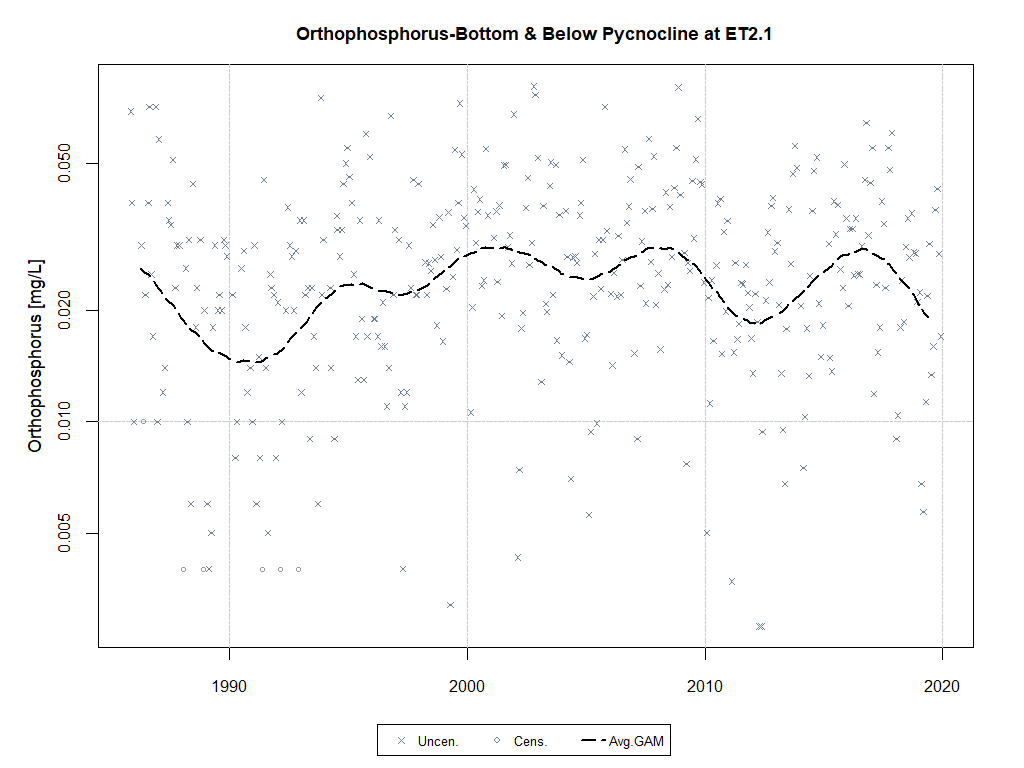 Orthophosphorus-Bottom & Below Pycnocline at ET2.1
Orthophosphorus [mg/L]
0.050
0.020
0.010
0.005
1990 2000 2010 2020
Uncen. Cens. Avg.GAM